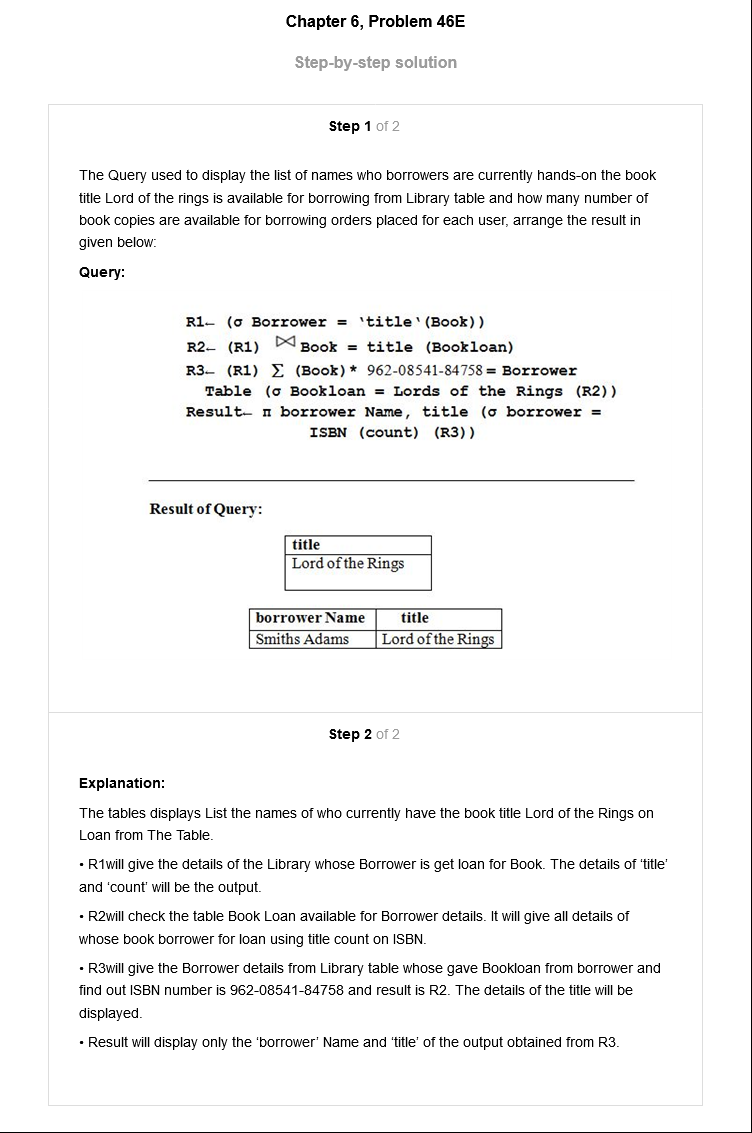 Chapter 6, Problem 46E
Step-by-step solution
Step 1 of 2
The Query used to display the list of names who borrowers are currently hands-on the book
title Lord of the rings is available for borrowing from Library table and how many number of
book copies are available for borrowing orders placed for each user, arrange the result in
given below:
Query:
R1← (σ Borrower = ‵title‵(Book))
R2← (R1) ⋈ Book = title (Bookloan)
R3← (R1) Σ (Book)* 962-08541-84758 = Borrower
Table (σ Bookloan = Lords of the Rings (R2))
Result← π borrower Name, title (σ borrower =
ISBN (count) (R3))
Result of Query:
title
Lord of the Rings
borrower Name title
Smiths Adams Lord of the Rings
Step 2 of 2
Explanation:
The tables displays List the names of who currently have the book title Lord of the Rings on
Loan from The Table.
• R1will give the details of the Library whose Borrower is get loan for Book. The details of ‘title’
and ‘count’ will be the output.
• R2will check the table Book Loan available for Borrower details. It will give all details of
whose book borrower for loan using title count on ISBN.
• R3will give the Borrower details from Library table whose gave Bookloan from borrower and
find out ISBN number is 962-08541-84758 and result is R2. The details of the title will be
displayed.
• Result will display only the ‘borrower’ Name and ‘title’ of the output obtained from R3.